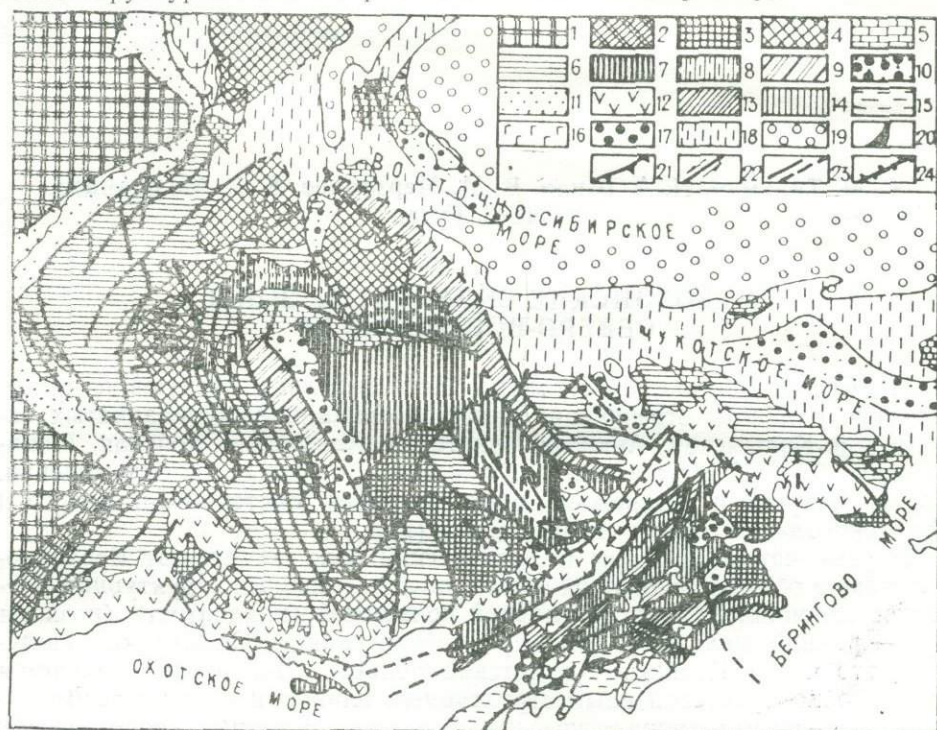 1 2 3 4 5
6 7 8 9 10
11 12 13 14 15
16 17 18 19 20
21 22 23 24
ВОСТОЧНО-СИБИРСКОЕ
МОРЕ
ЧУКОТСКОЕ МОРЕ
БЕРИНГОВО
МОРЕ
ОХОТСКОЕ МОРЕ